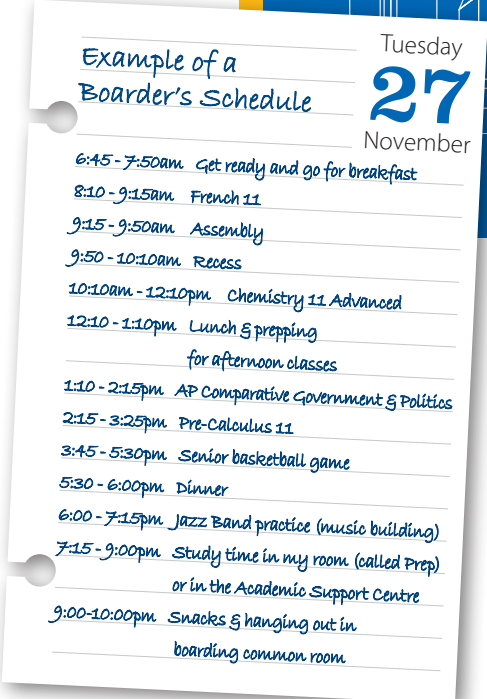 Example of a
Boarder's Schedule
Tuesday
27
November
6:45 - 7:50am Get ready and go for breakfast
8:10 - 9:15am French 11
9:15 - 9:50am Assembly
9:50 - 10:10am Recess
10:10am - 12:10pm Chemistry 11 Advanced
12:10 - 1:10pm Lunch & prepping
for afternoon classes
1:10 - 2:15pm AP Comparative Government & Politics
2:15 - 3:25pm Pre-Calculus 11
3:45 - 5:30pm Senior basketball game
5:30 - 6:00pm Dinner
6:00 - 7:15pm Jazz Band practice (music building)
7:15 - 9:00pm Study time in my room (called Prep)
or in the Academic Support Centre
9:00-10:00pm Snacks & hanging out in
boarding common room